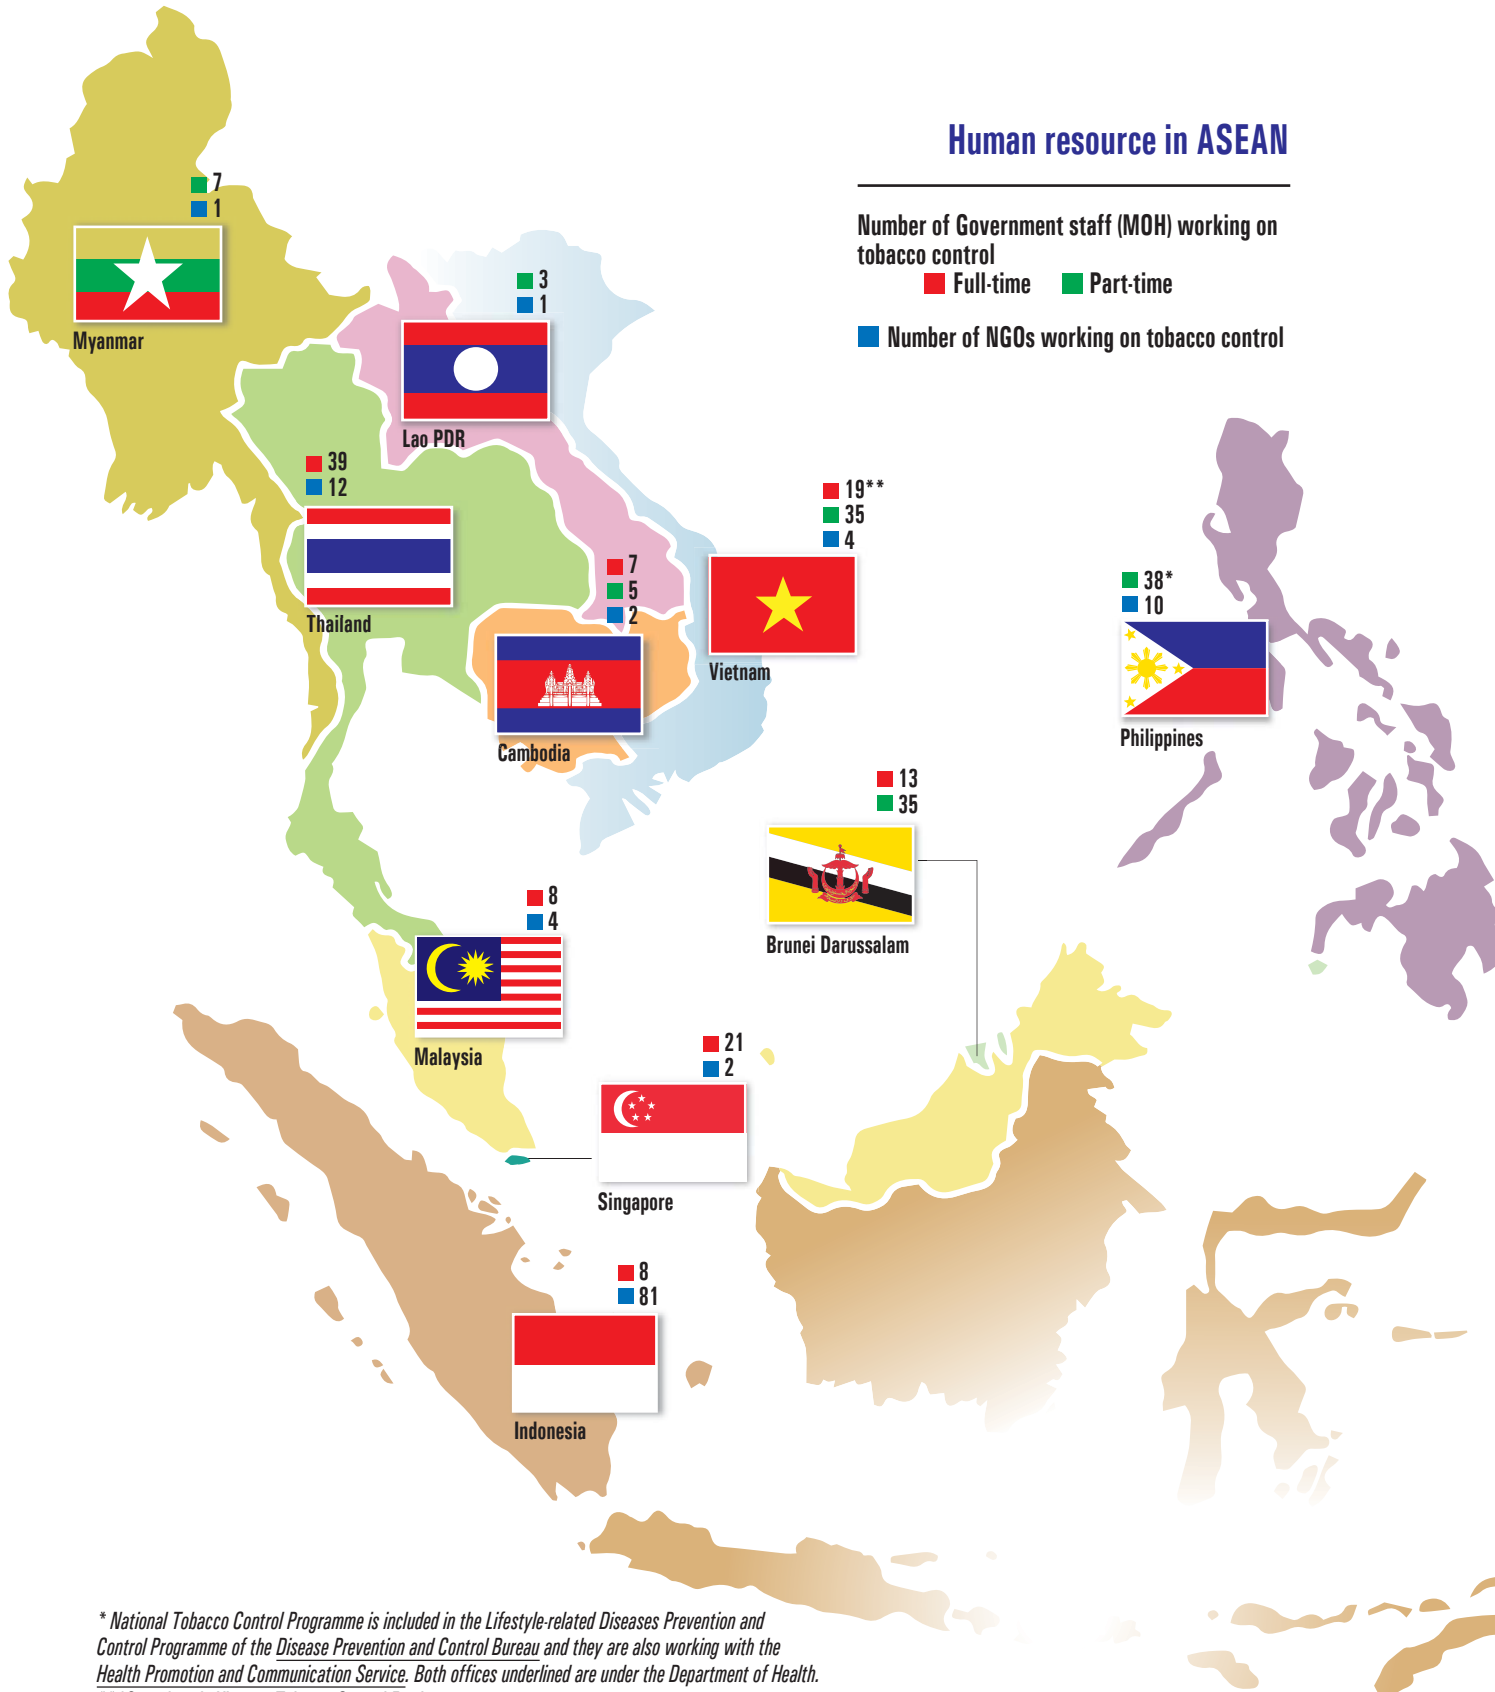 Human resource in ASEAN
Number of Government staff (MOH) working on
tobacco control
Full-time Part-time
Number of NGOs working on tobacco control
7
1
Myanmar
3
1
Lao PDR
39
12
Thailand
19**
35
4
Vietnam
7
5
2
Cambodia
38*
10
Philippines
13
35
Brunei Darussalam
8
4
Malaysia
21
2
Singapore
8
81
Indonesia
* National Tobacco Control Programme is included in the Lifestyle-related Diseases Prevention and
Control Programme of the Disease Prevention and Control Bureau and they are also working with the
Health Promotion and Communication Service. Both offices underlined are under the Department of Health.